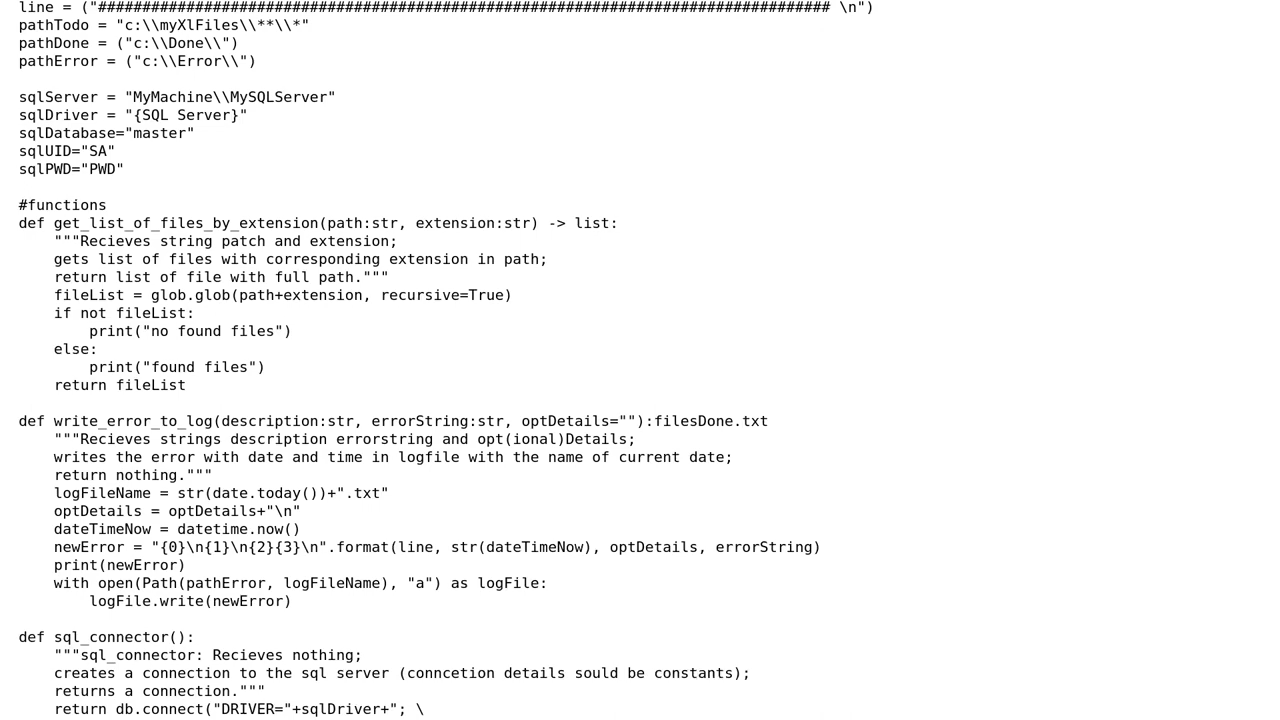 line = ("################################################################################### \n")
pathTodo = "c:\\myXlFiles\\**\\*"
pathDone = ("c:\\Done\\")
pathError = ("c:\\Error\\")
sqlServer = "MyMachine\\MySQLServer"
sqlDriver = "{SQL Server}"
sqlDatabase="master"
sqlUID="SA"
sqlPWD="PWD"
#functions
def get_list_of_files_by_extension(path:str, extension:str) -> list:
    """Recieves string patch and extension;
    gets list of files with corresponding extension in path;
    return list of file with full path."""
    fileList = glob.glob(path+extension, recursive=True)
    if not fileList:
        print("no found files")
    else:
        print("found files")
    return fileList
def write_error_to_log(description:str, errorString:str, optDetails=""):filesDone.txt
    """Recieves strings description errorstring and opt(ional)Details;
    writes the error with date and time in logfile with the name of current date;
    return nothing."""
    logFileName = str(date.today())+".txt"
    optDetails = optDetails+"\n"
    dateTimeNow = datetime.now()
    newError = "{0}\n{1}\n{2}{3}\n".format(line, str(dateTimeNow), optDetails, errorString)
    print(newError)
    with open(Path(pathError, logFileName), "a") as logFile:
        logFile.write(newError)
def sql_connector():
    """sql_connector: Recieves nothing;
    creates a connection to the sql server (conncetion details sould be constants);
    returns a connection."""
    return db.connect("DRIVER="+sqlDriver+"; \